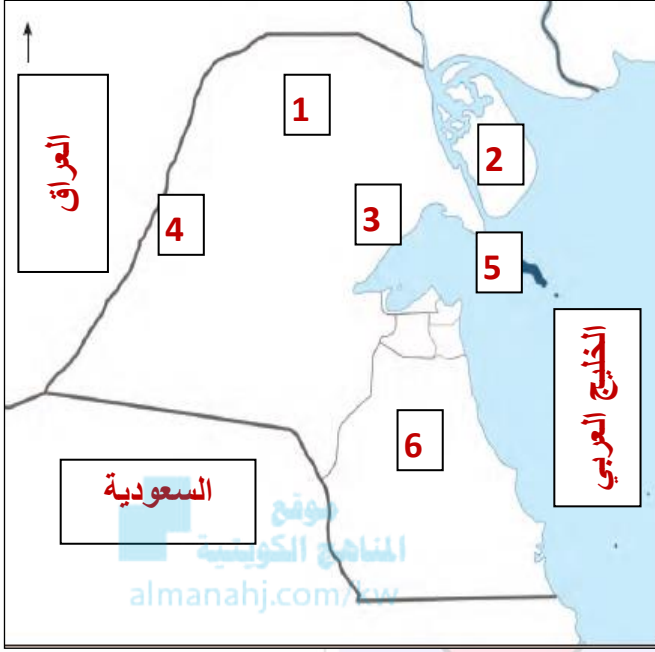 1
العراق
2
3
4
5
الخليج العربي
6
السعودية
موقع
المناهج الكويتية
almanahj.com/kw